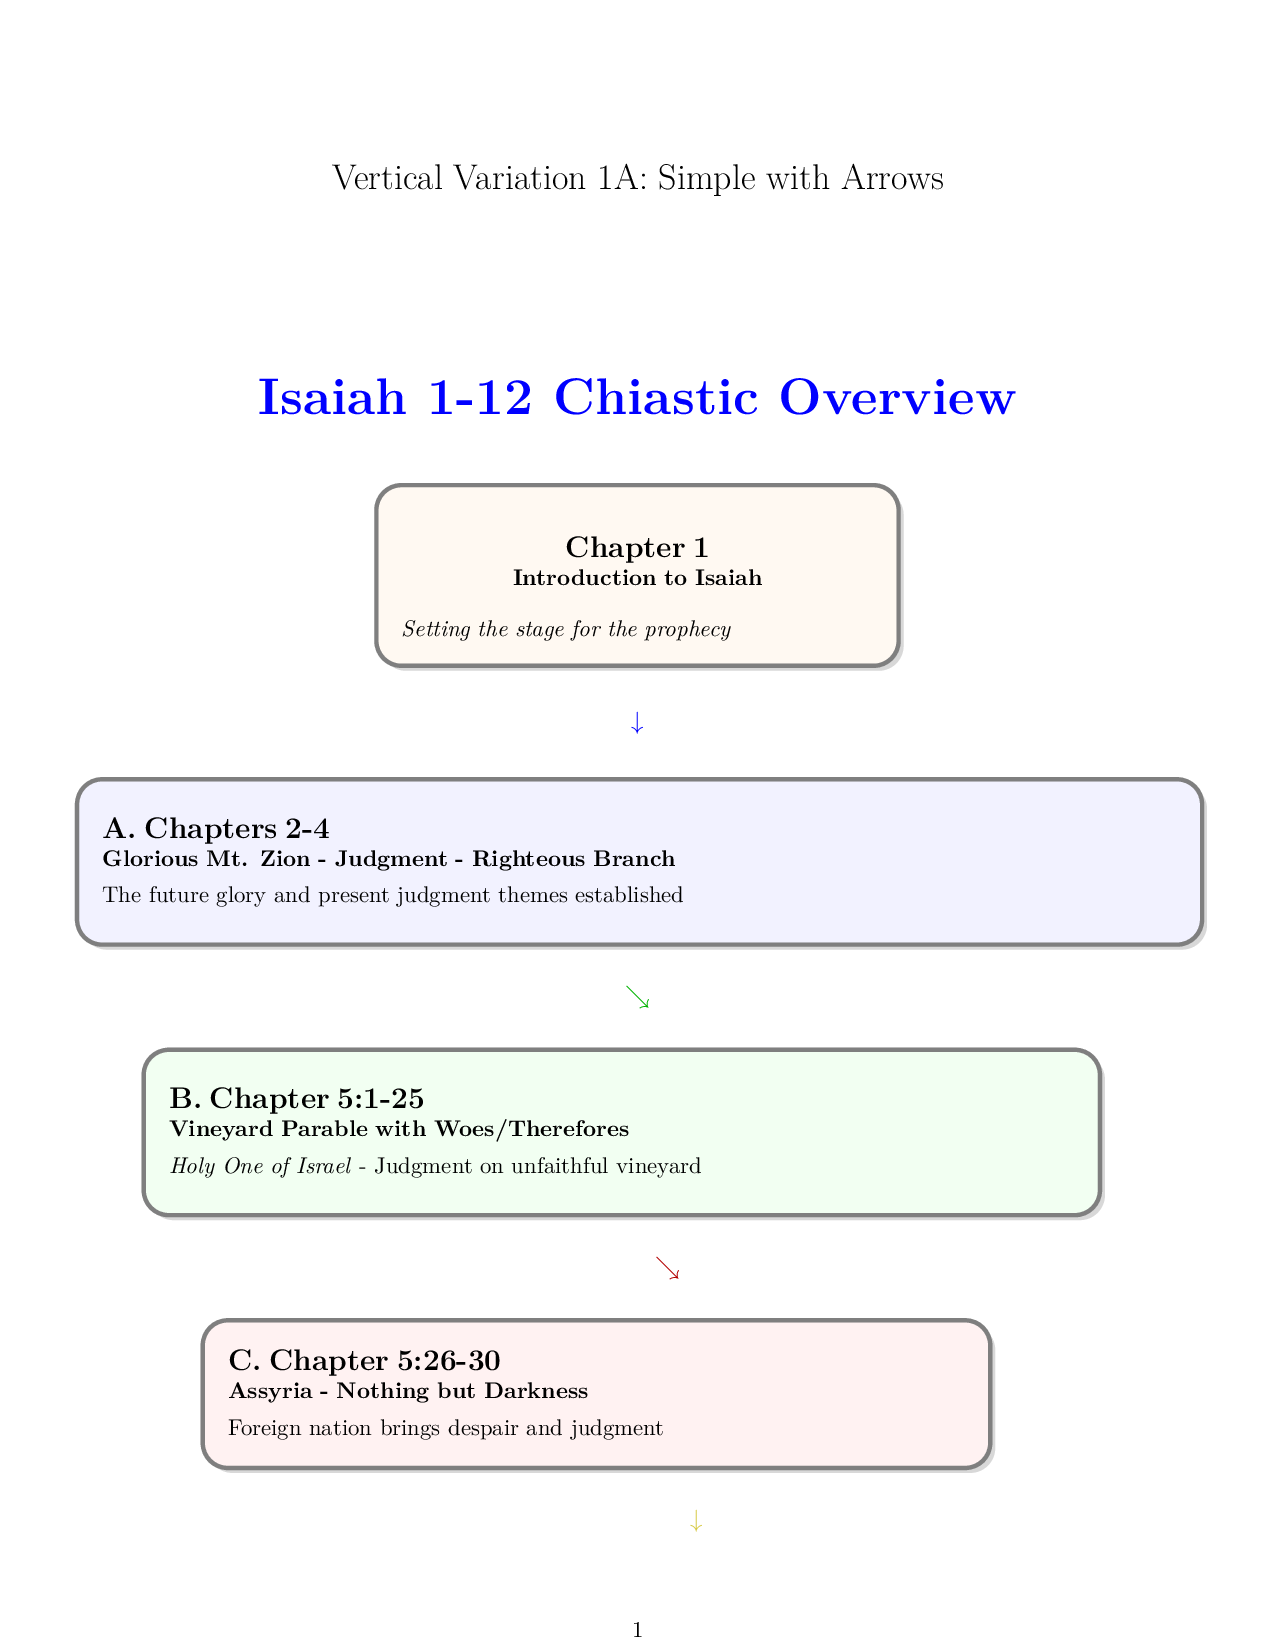 Vertical Variation 1A: Simple with Arrows
Isaiah 1-12 Chiastic Overview
Chapter 1
Introduction to Isaiah
Setting the stage for the prophecy
↓
A. Chapters 2-4
Glorious Mt. Zion - Judgment - Righteous Branch
The future glory and present judgment themes established
↘
B. Chapter 5:1-25
Vineyard Parable with Woes/Therefores
Holy One of Israel - Judgment on unfaithful vineyard
↘
C. Chapter 5:26-30
Assyria - Nothing but Darkness
Foreign nation brings despair and judgment
↓
1